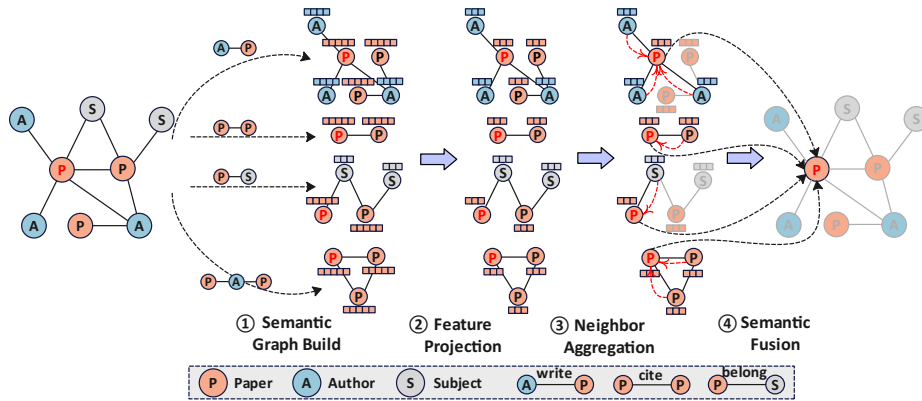 A S S
P P
A P A
A P
P P
P S
P A P
A
P P
A P A
P P
S S
P P
P P
P
A
P P
A P A
P P
S S
P P
P P
P
A
P P
A P A
P P
S S
P P
P P
P
A S S
P P
A P A
① Semantic
Graph Build
② Feature
Projection
③ Neighbor
Aggregation
④ Semantic
Fusion
P Paper A Author S Subject A write P P cite P P belong S